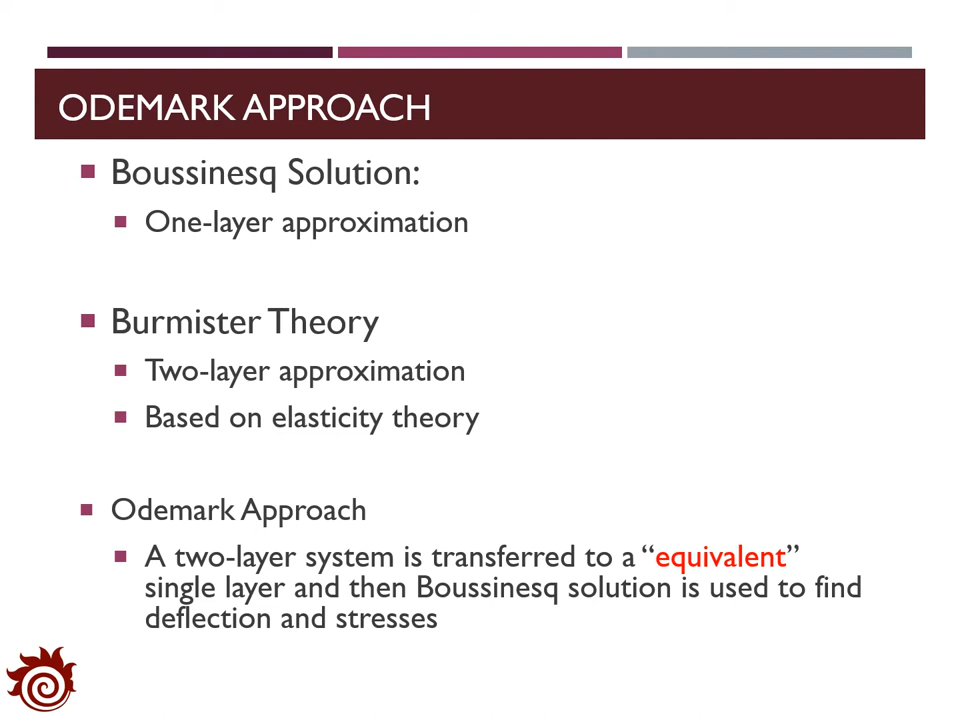 ODEMARK APPROACH
Boussinesq Solution:
One-layer approximation
Burmister Theory
Two-layer approximation
Based on elasticity theory
Odemark Approach
A two-layer system is transferred to a “equivalent”
single layer and then Boussinesq solution is used to find
deflection and stresses